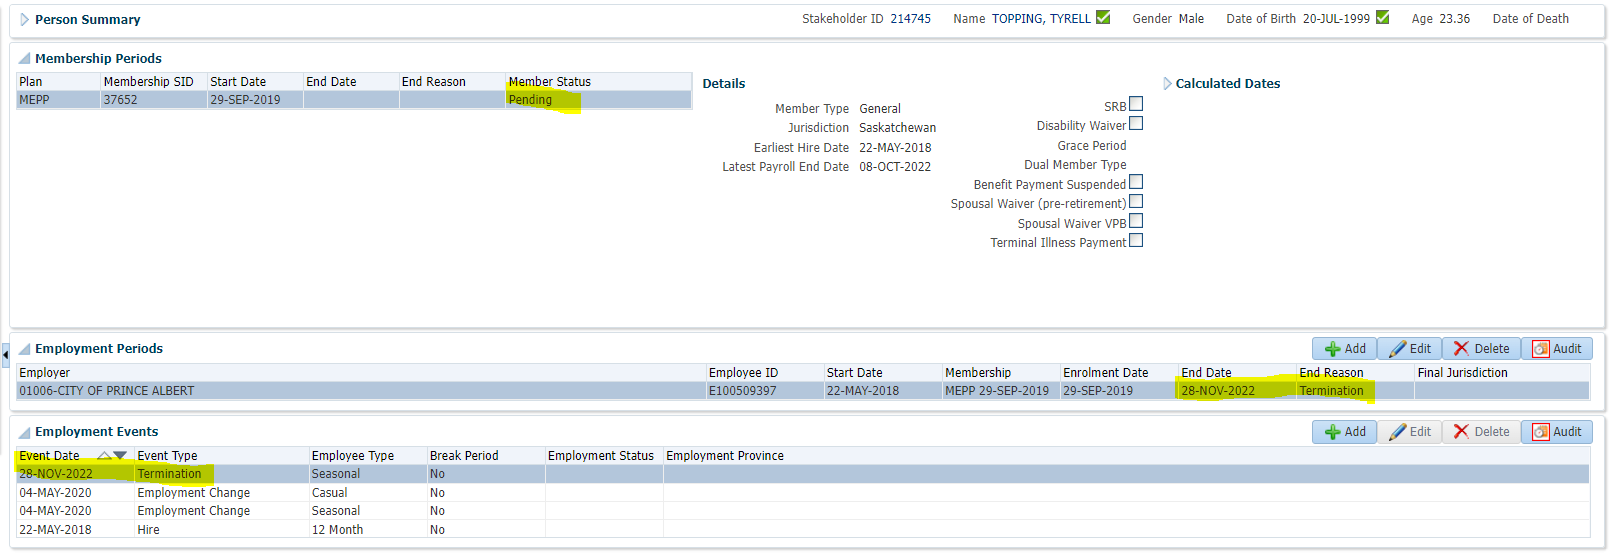 Person Summary Stakeholder ID 214745 Name TOPPING, TYRELL Gender Male Date of Birth 20-JUL-1999 Age 23.36 Date of Death
Membership Periods
Plan Membership SID Start Date End Date End Reason Member Status
MEPP 37652 29-SEP-2019 Pending
Details
Member Type General
Jurisdiction Saskatchewan
Earliest Hire Date 22-MAY-2018
Latest Payroll End Date 08-OCT-2022
SRB
Disability Waiver
Grace Period
Dual Member Type
Benefit Payment Suspended
Spousal Waiver (pre-retirement)
Spousal Waiver VPB
Terminal Illness Payment
Calculated Dates
Employment Periods Add Edit Delete Audit
Employer Employee ID Start Date Membership Enrolment Date End Date End Reason Final Jurisdiction
01006-CITY OF PRINCE ALBERT E100509397 22-MAY-2018 MEPP 29-SEP-2019 29-SEP-2019 28-NOV-2022 Termination
Employment Events Add Edit Delete Audit
Event Date Event Type Employee Type Break Period Employment Status Employment Province
28-NOV-2022 Termination Seasonal No
04-MAY-2020 Employment Change Casual No
04-MAY-2020 Employment Change Seasonal No
22-MAY-2018 Hire 12 Month No